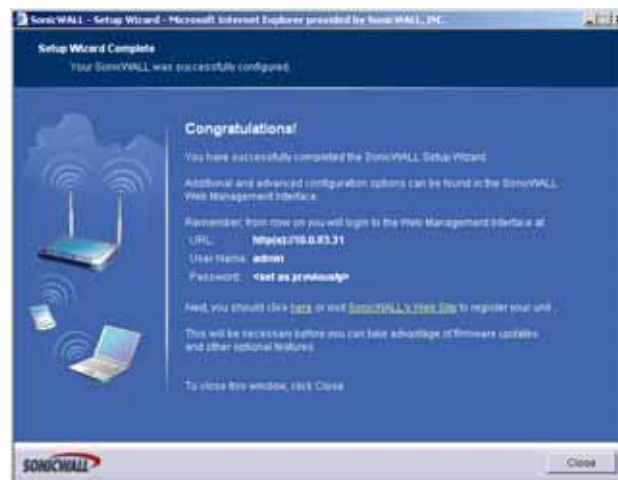 SonicWALL - Setup Wizard - Microsoft Internet Explorer provided by SonicWALL, INC.
Setup Wizard Complete
Your SonicWALL was successfully configured.
Congratulations!
You have successfully completed the SonicWALL Setup Wizard.
Additional and advanced configuration options can be found in the SonicWALL
Web Management Interface.
Remember, from now on you will login to the Web Management Interface at:
URL: http(s)://10.0.93.31
User Name: admin
Password: <set as previously>
Next, you should click here or visit SonicWALL's Web Site to register your unit.
This will be necessary before you can take advantage of firmware updates
and other optional features.
To close this window, click Close.
SONICWALL
Close